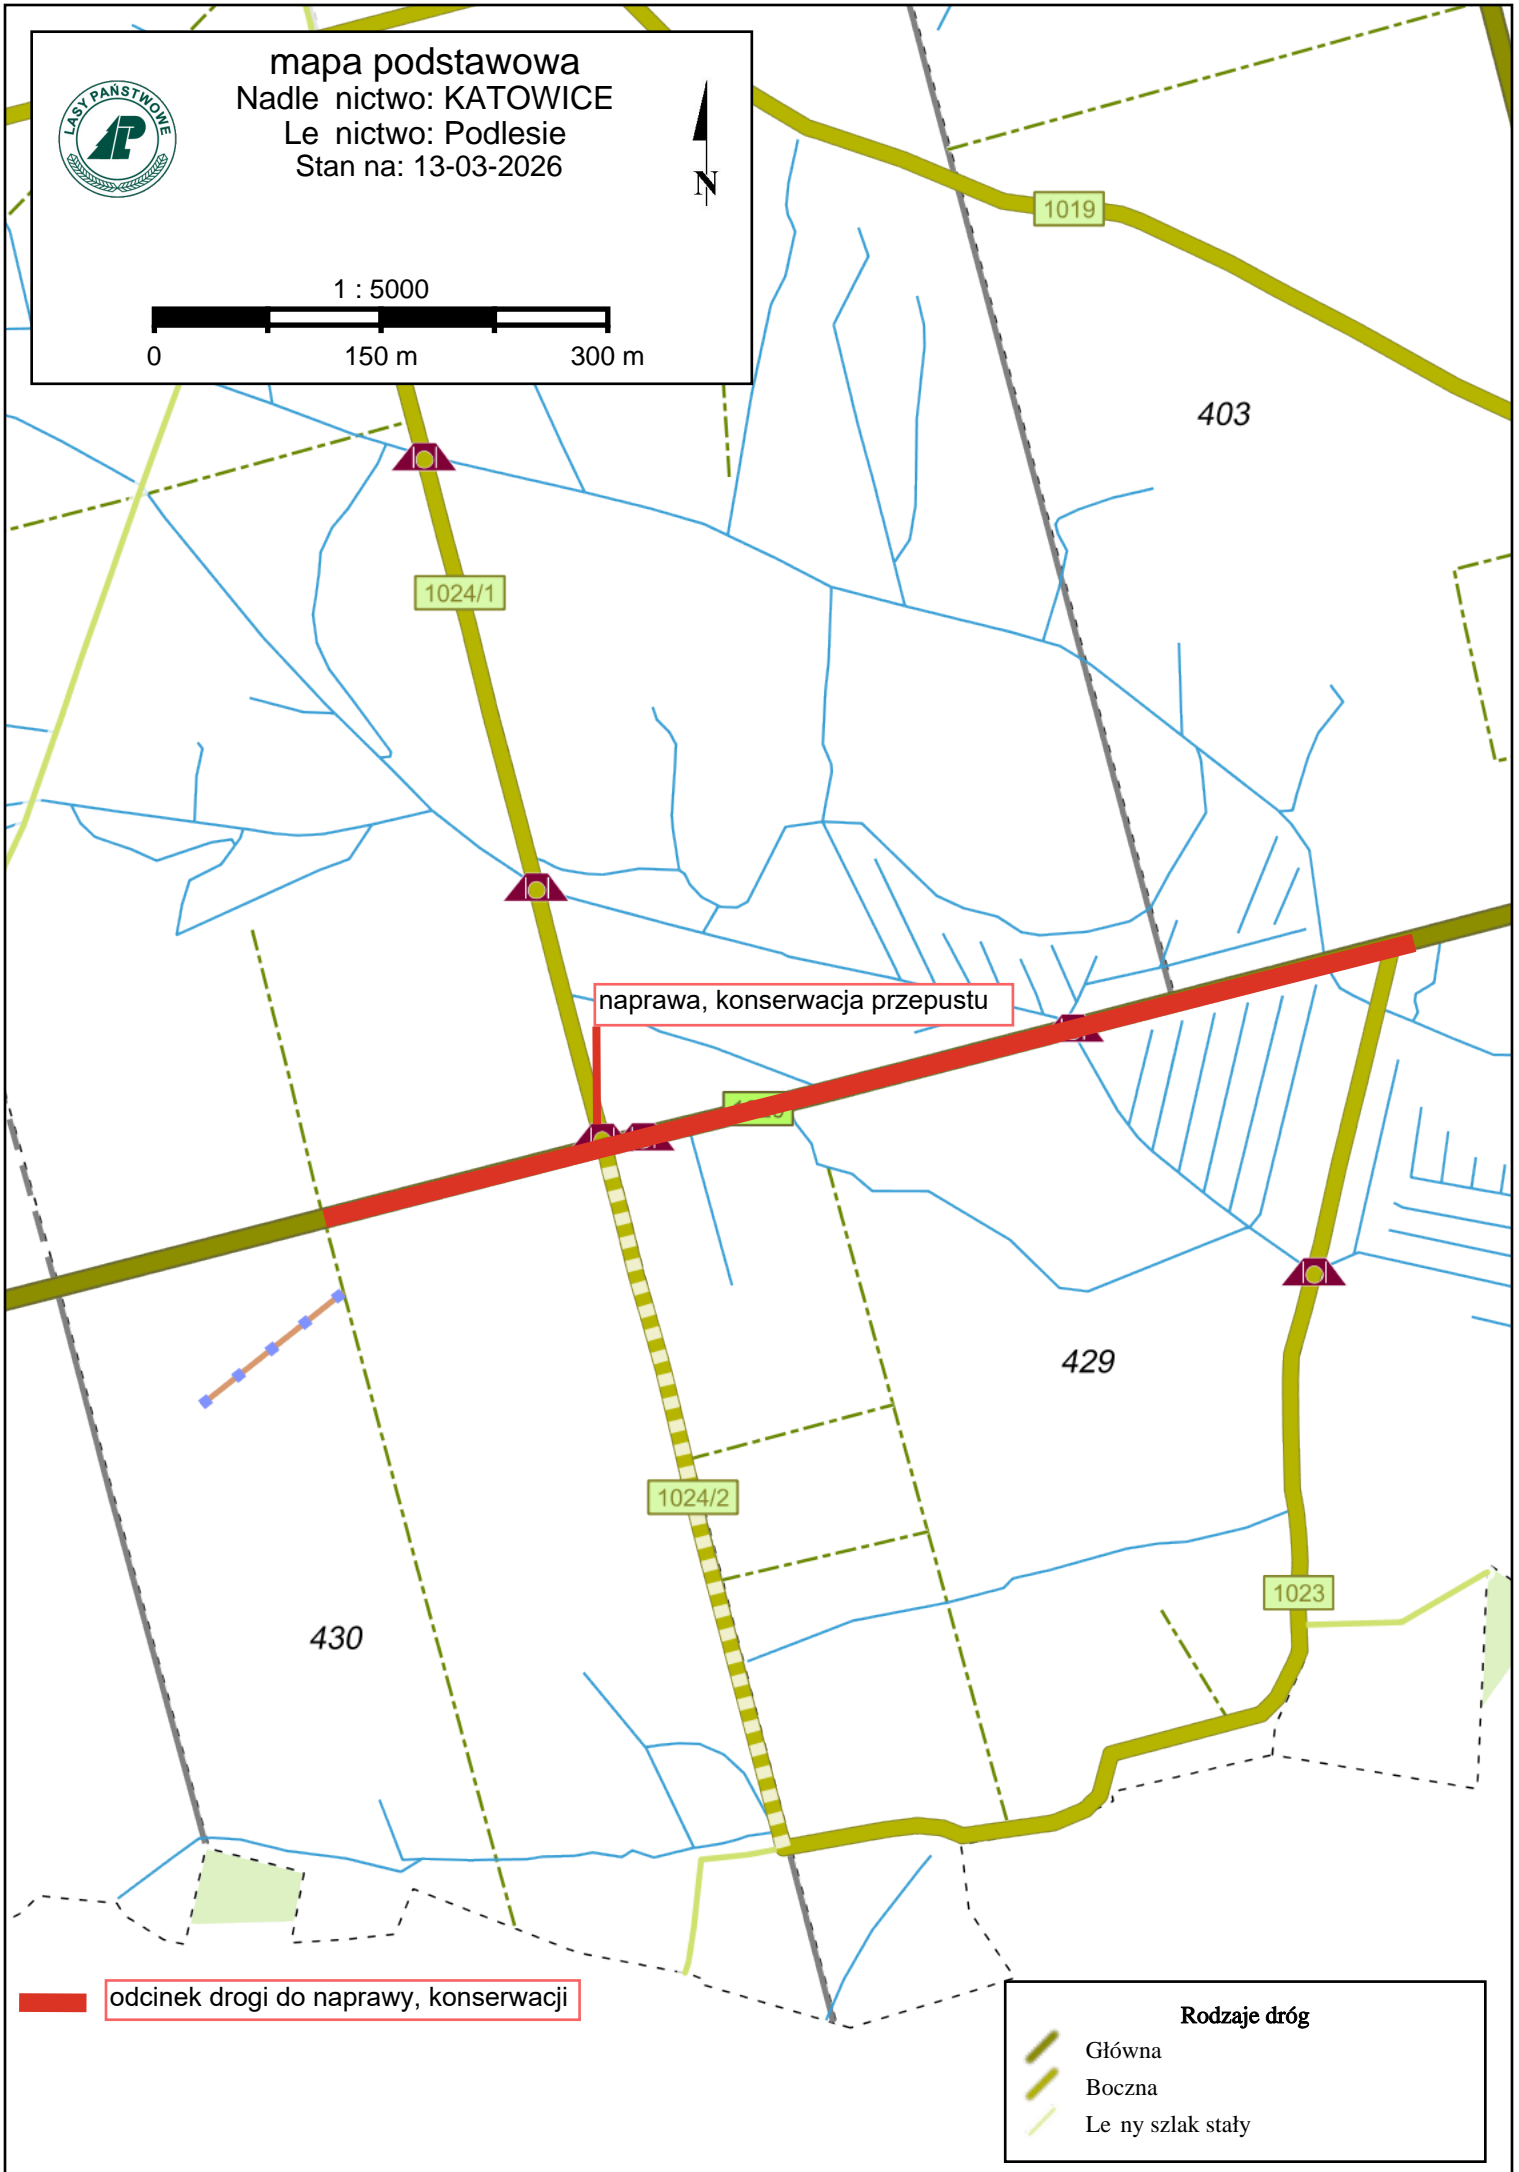 mapa podstawowa
Nadle nictwo: KATOWICE
Le nictwo: Podlesie
Stan na: 13-03-2026
LASY PAŃSTWOWE
N
1 : 5000
0 150 m 300 m
1019
403
1024/1
naprawa, konserwacja przepustu
429
1024/2
1023
430
odcinek drogi do naprawy, konserwacji
Rodzaje dróg
Główna
Boczna
Le ny szlak stały